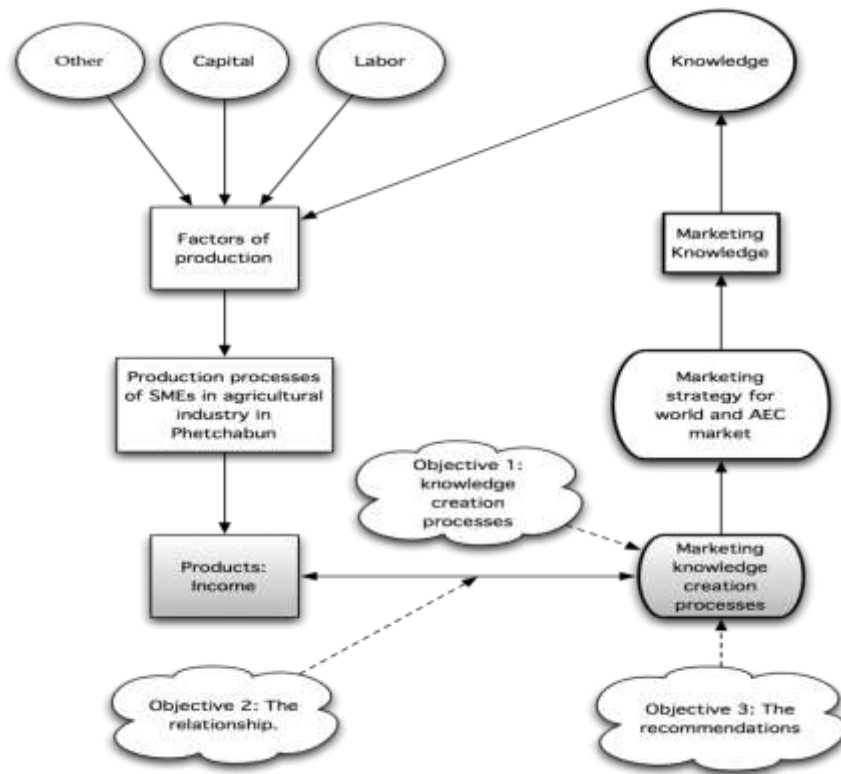 Other
Capital
Labor
Knowledge
Factors of
production
Marketing
Knowledge
Production processes
of SMEs in agricultural
industry in
Phetchabun
Marketing
strategy for
world and AEC
market
Objective 1:
knowledge
creation
processes
Products:
Income
Marketing
knowledge
creation
processes
Objective 2: The
relationship.
Objective 3: The
recommendations